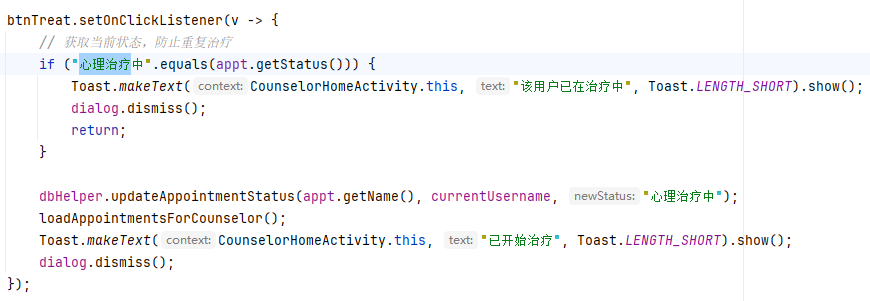 btnTreat.setOnClickListener(v -> {
// 获取当前状态，防止重复治疗
if ("心理治疗中".equals(appt.getStatus())) {
Toast.makeText( context: CounselorHomeActivity.this, text: "该用户已在治疗中", Toast.LENGTH_SHORT).show();
dialog.dismiss();
return;
}
dbHelper.updateAppointmentStatus(appt.getName(), currentUsername, newStatus: "心理治疗中");
loadAppointmentsForCounselor();
Toast.makeText( context: CounselorHomeActivity.this, text: "已开始治疗", Toast.LENGTH_SHORT).show();
dialog.dismiss();
});